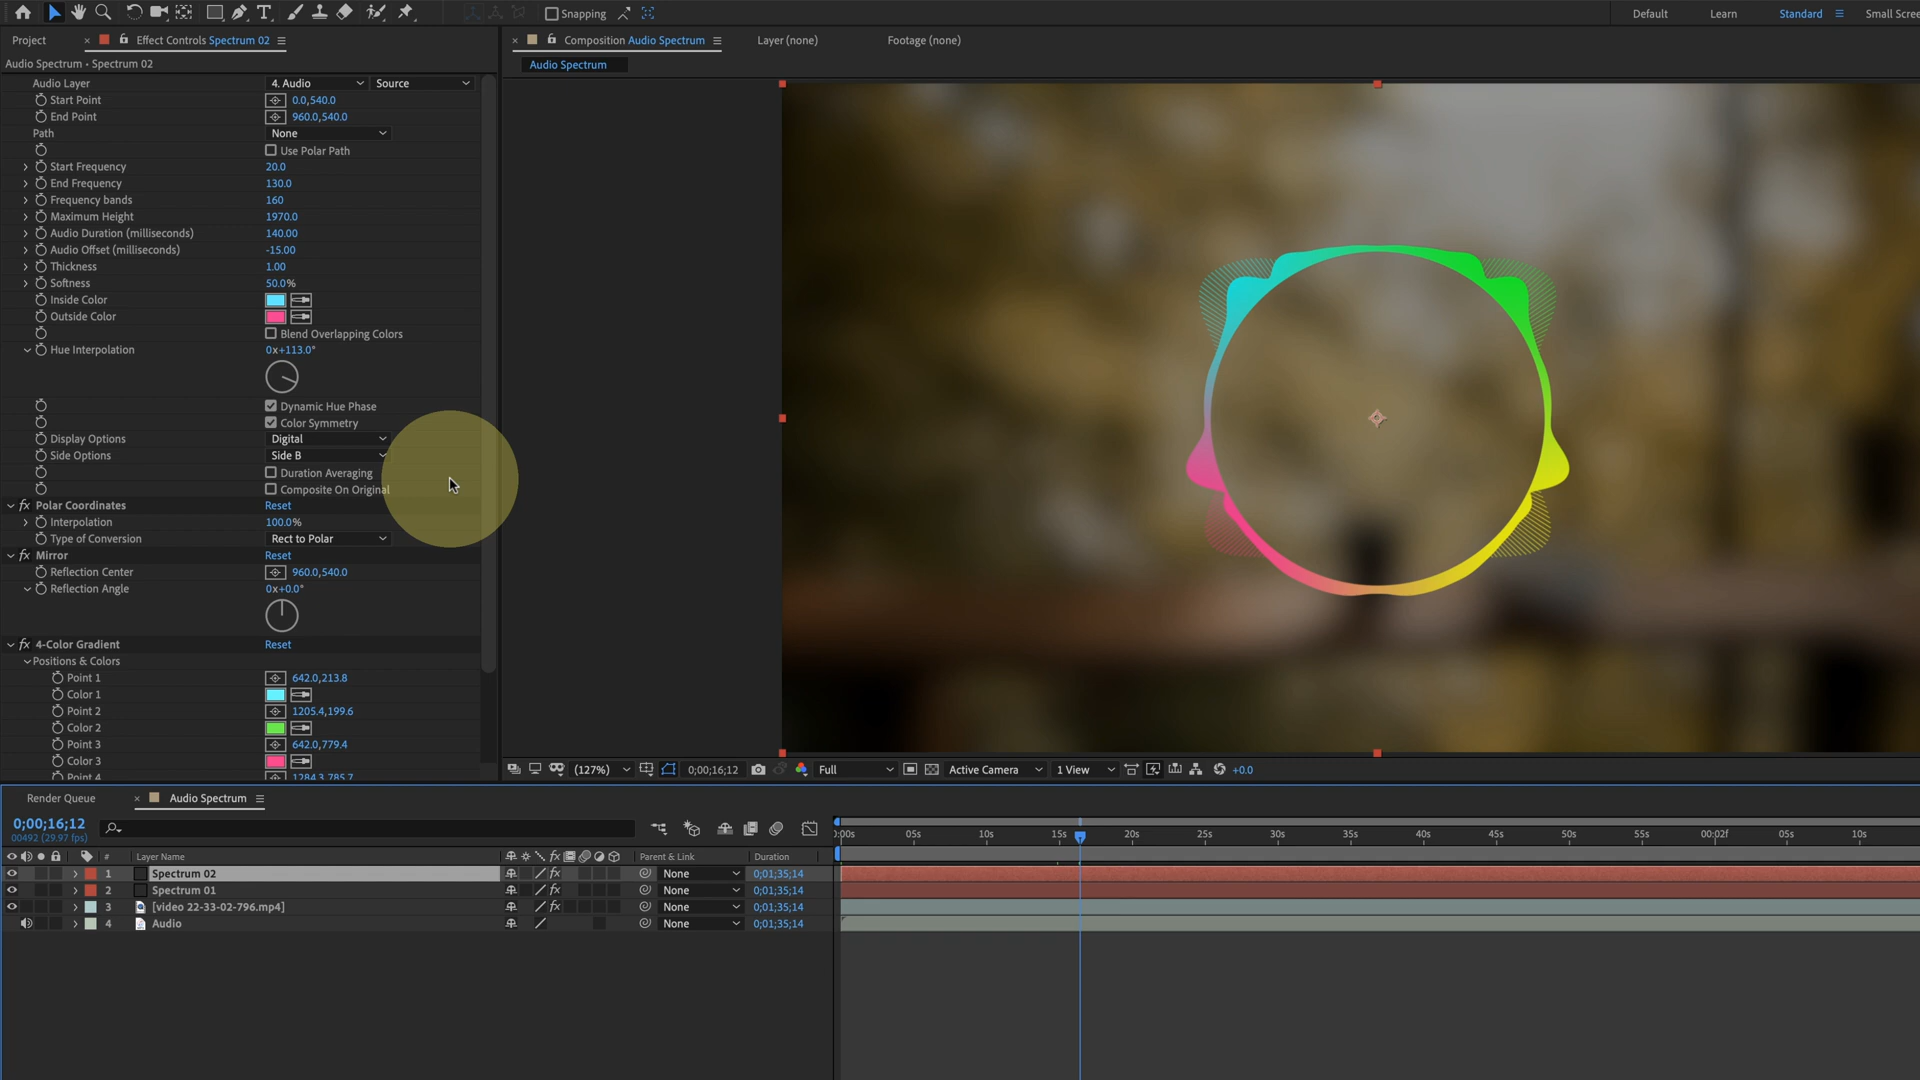 Snapping
Default
Learn
Standard
Small Scree
Project
Effect Controls Spectrum 02
Composition Audio Spectrum
Layer (none)
Footage (none)
Audio Spectrum • Spectrum 02
Audio Spectrum
Audio Layer 4. Audio Source
Start Point 0.0,540.0
End Point 960.0,540.0
Path None
Use Polar Path
Start Frequency 20.0
End Frequency 130.0
Frequency bands 160
Maximum Height 1970.0
Audio Duration (milliseconds) 140.00
Audio Offset (milliseconds) -15.00
Thickness 1.00
Softness 50.0%
Inside Color
Outside Color
Blend Overlapping Colors
Hue Interpolation 0x+113.0°
Dynamic Hue Phase
Color Symmetry
Display Options Digital
Side Options Side B
Duration Averaging
Composite On Original
fx Polar Coordinates Reset
Interpolation 100.0%
Type of Conversion Rect to Polar
fx Mirror Reset
Reflection Center 960.0,540.0
Reflection Angle 0x+0.0°
fx 4-Color Gradient Reset
Positions & Colors
Point 1 642.0,213.8
Color 1
Point 2 1205.4,199.6
Color 2
Point 3 642.0,779.4
Color 3
Point 4 1284.3,785.7
(127%) 0;00;16;12 Full Active Camera 1 View +0.0
Render Queue
Audio Spectrum
0;00;16;12
00492 (29.97 fps)
0:00s 05s 10s 15s 20s 25s 30s 35s 40s 45s 50s 55s 00:02f 05s 10s
# Layer Name fx Parent & Link Duration
1 Spectrum 02 fx None 0;01;35;14
2 Spectrum 01 fx None 0;01;35;14
3 [video 22-33-02-796.mp4] fx None 0;01;35;14
4 Audio None 0;01;35;14